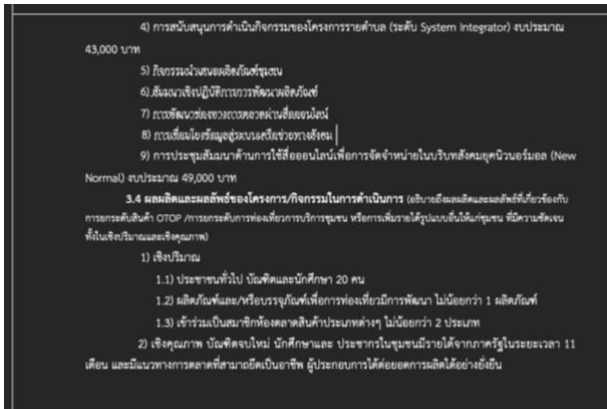 4) การสนับสนุนการดำเนินกิจกรรมของโครงการรายตำบล (ระดับ System Integrator) งบประมาณ
43,000 บาท
5) กิจกรรมนำเสนอผลิตภัณฑ์ชุมชน
6) สัมมนาเชิงปฏิบัติการการพัฒนาผลิตภัณฑ์
7) การพัฒนาช่องทางการตลาดผ่านสื่อออนไลน์
8) การเชื่อมโยงข้อมูลสู่ระบบเครือข่ายทางสังคม
9) การประชุมสัมมนาด้านการใช้สื่อออนไลน์เพื่อการจัดจำหน่ายในบริบทสังคมยุคนิวนอร์มอล (New
Normal) งบประมาณ 49,000 บาท
3.4 ผลผลิตและผลลัพธ์ของโครงการ/กิจกรรมในการดำเนินการ (อธิบายถึงผลผลิตและผลลัพธ์ที่เกี่ยวข้องกับ
การยกระดับสินค้า OTOP /การยกระดับการท่องเที่ยวการบริการชุมชน หรือการเพิ่มรายได้รูปแบบอื่นให้แก่ชุมชน ที่มีความชัดเจน
ทั้งในเชิงปริมาณและเชิงคุณภาพ)
1) เชิงปริมาณ
1.1) ประชาชนทั่วไป บัณฑิตและนักศึกษา 20 คน
1.2) ผลิตภัณฑ์และ/หรือบรรจุภัณฑ์เพื่อการท่องเที่ยวมีการพัฒนา ไม่น้อยกว่า 1 ผลิตภัณฑ์
1.3) เข้าร่วมเป็นสมาชิกห้องตลาดสินค้าประเภทต่างๆ ไม่น้อยกว่า 2 ประเภท
2) เชิงคุณภาพ บัณฑิตจบใหม่ นักศึกษาและ ประชากรในชุมชนมีรายได้จากภาครัฐในระยะเวลา 11
เดือน และมีแนวทางการตลาดที่สามารถยึดเป็นอาชีพ ผู้ประกอบการได้ต่อยอดการผลิตได้อย่างยั่งยืน